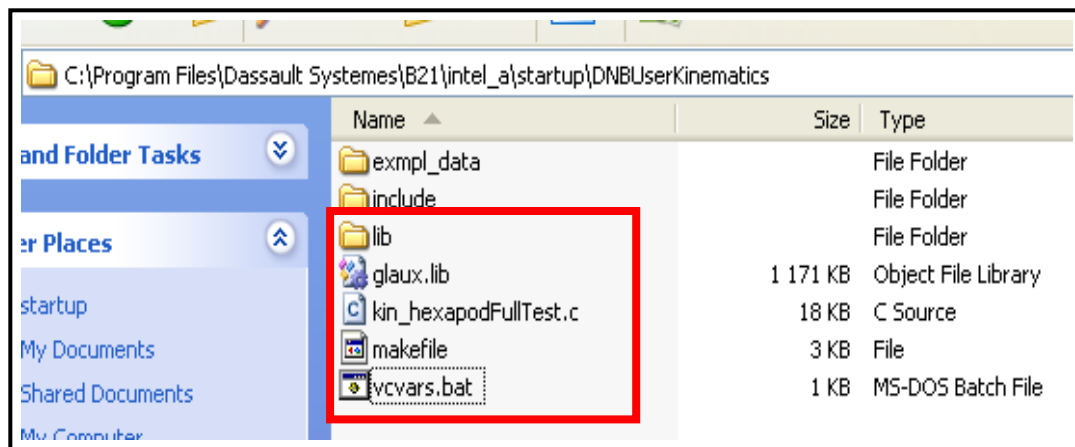 C:\Program Files\Dassault Systemes\B21\intel_a\startup\DNBUserKinematics
Name Size Type
and Folder Tasks
exmpl_data File Folder
include File Folder
er Places
lib File Folder
glaux.lib 1 171 KB Object File Library
startup
kin_hexapodFullTest.c 18 KB C Source
My Documents
makefile 3 KB File
Shared Documents
vcvars.bat 1 KB MS-DOS Batch File
My Computer